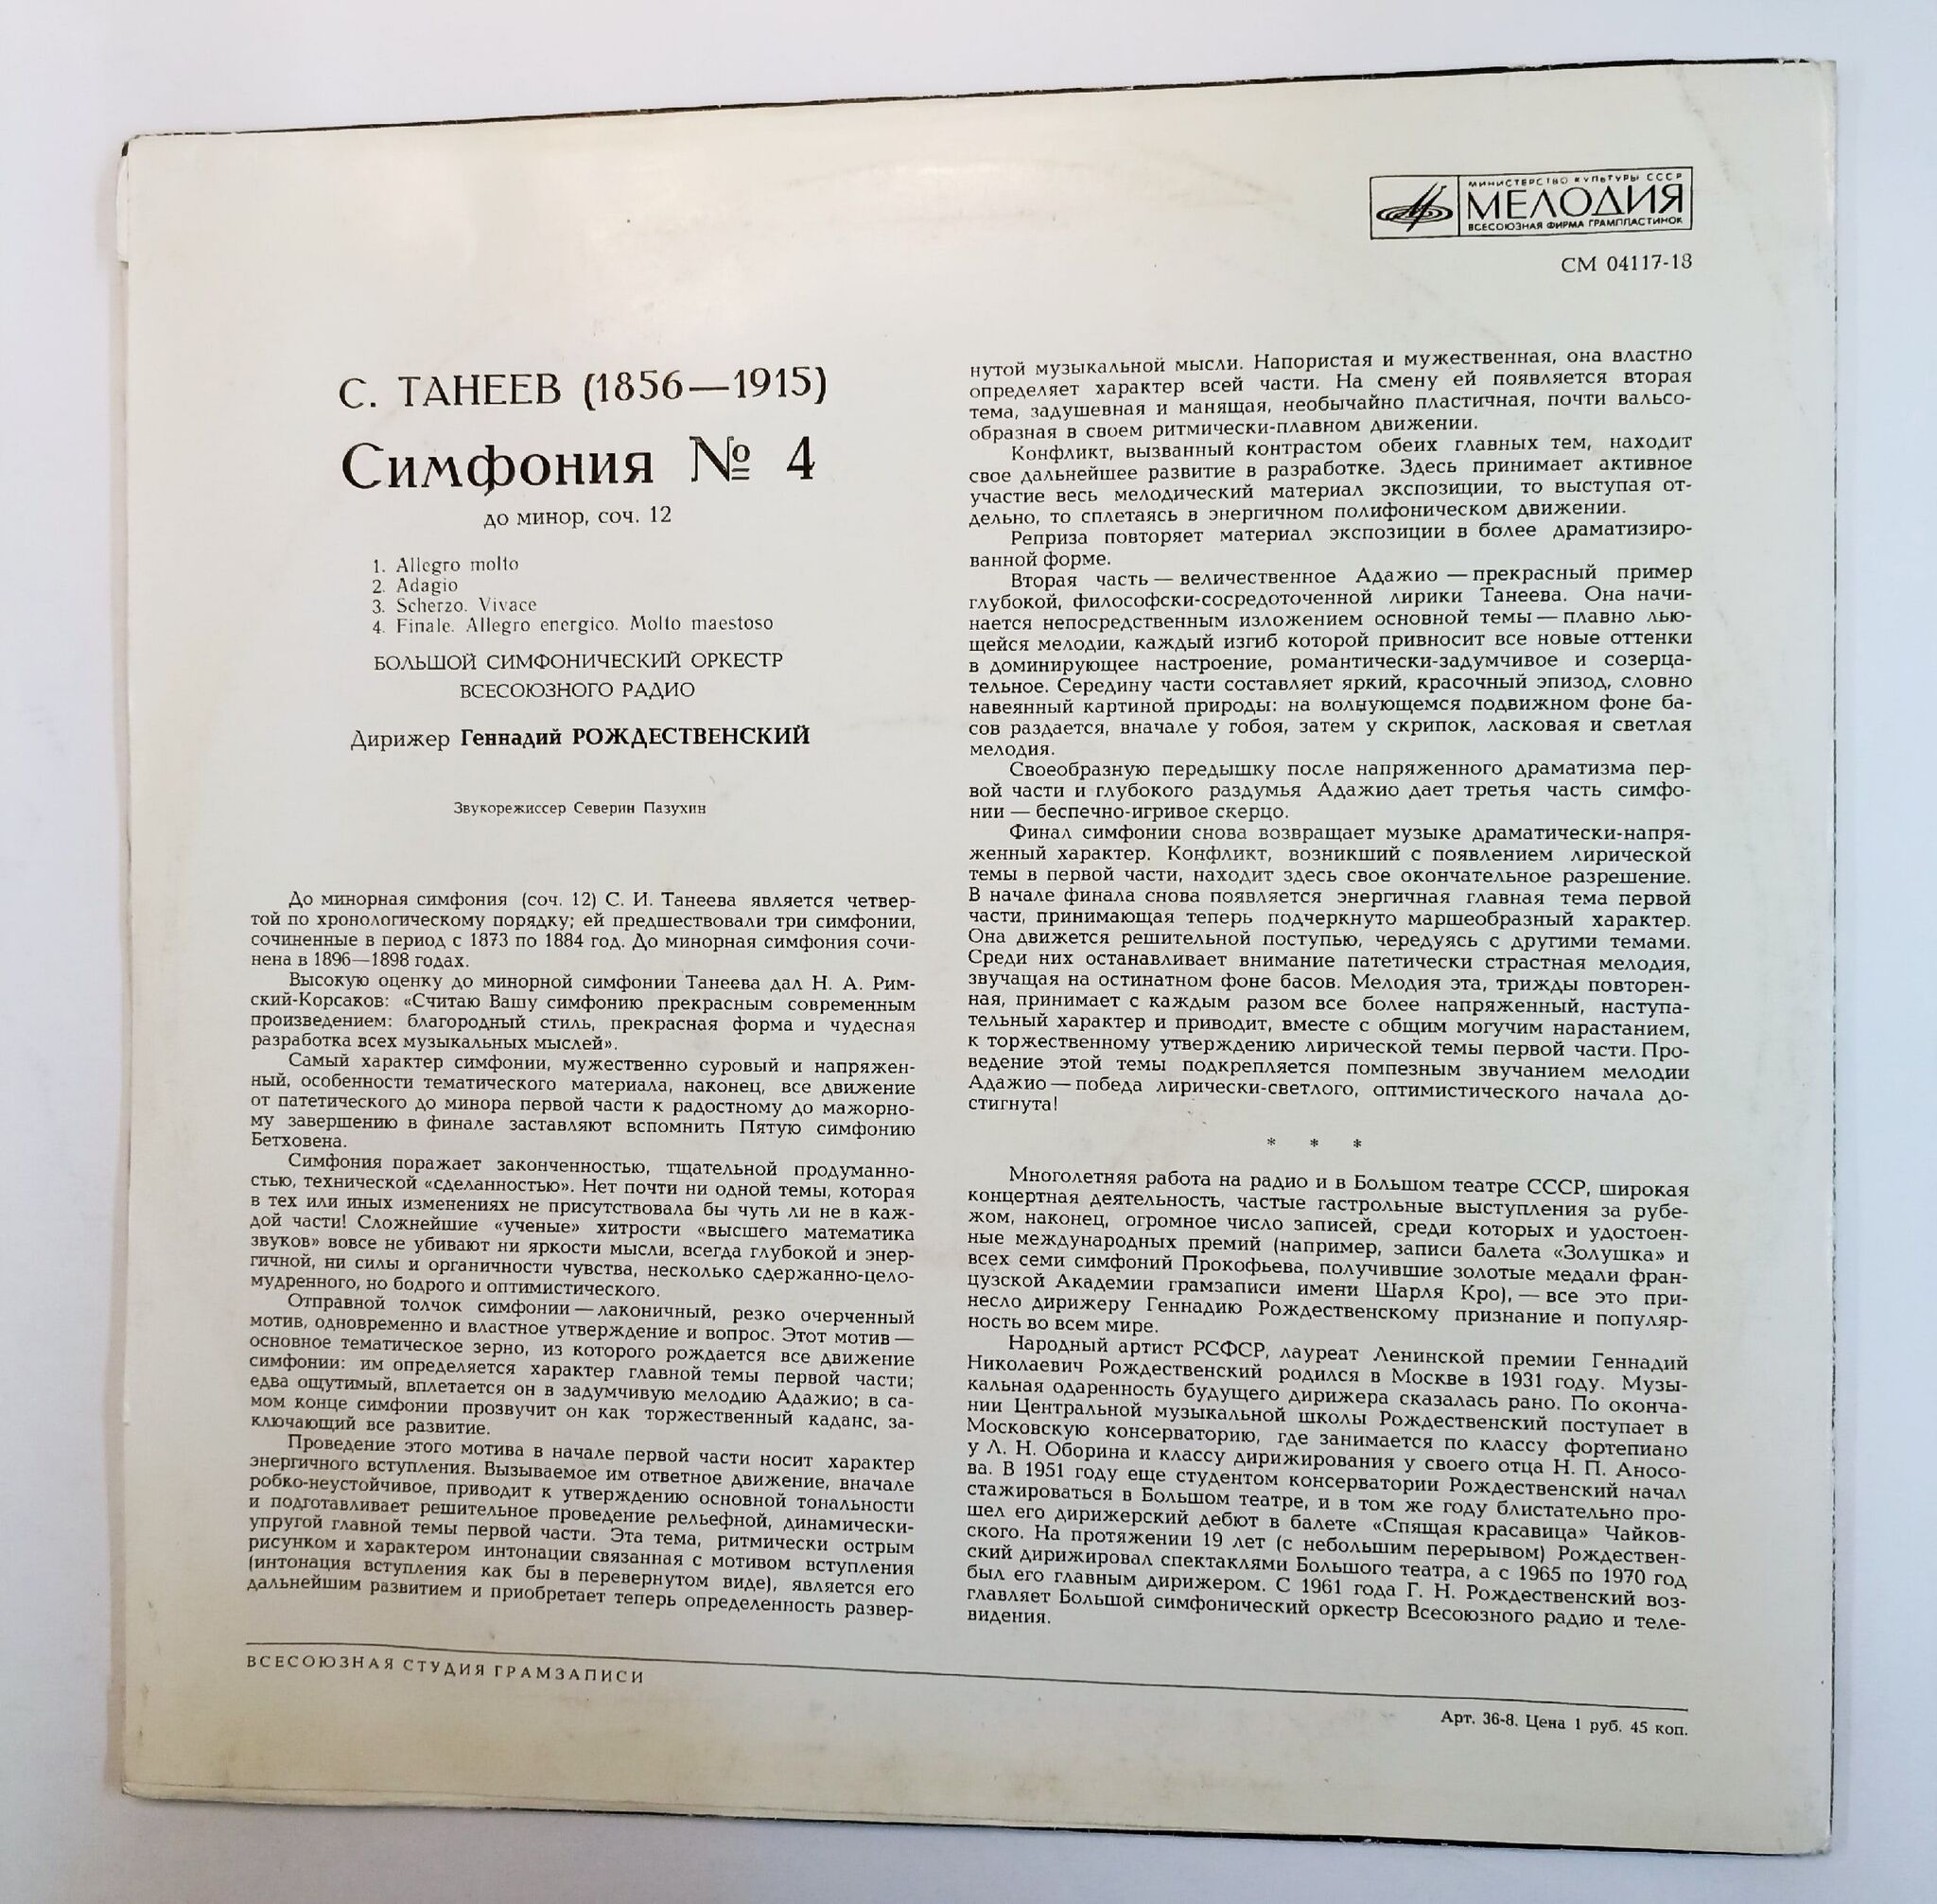 МИНИСТЕРСТВО КУЛЬТУРЫ СССР
МЕЛОДИЯ
ВСЕСОЮЗНАЯ ФИРМА ГРАМПЛАСТИНОК
СМ 04117-18
С. ТАНЕЕВ (1856—1915)
Симфония № 4
до минор, соч. 12
1. Allegro molto
2. Adagio
3. Scherzo. Vivace
4. Finale. Allegro energico. Molto maestoso
БОЛЬШОЙ СИМФОНИЧЕСКИЙ ОРКЕСТР
ВСЕСОЮЗНОГО РАДИО
Дирижер Геннадий РОЖДЕСТВЕНСКИЙ
Звукорежиссер Северин Пазухин
До минорная симфония (соч. 12) С. И. Танеева является четвер-
той по хронологическому порядку; ей предшествовали три симфонии,
сочиненные в период с 1873 по 1884 год. До минорная симфония сочи-
нена в 1896—1898 годах.
Высокую оценку до минорной симфонии Танеева дал Н. А. Рим-
ский-Корсаков: «Считаю Вашу симфонию прекрасным современным
произведением: благородный стиль, прекрасная форма и чудесная
разработка всех музыкальных мыслей».
Самый характер симфонии, мужественно суровый и напряжен-
ный, особенности тематического материала, наконец, все движение
от патетического до минора первой части к радостному до мажорно-
му завершению в финале заставляют вспомнить Пятую симфонию
Бетховена.
Симфония поражает законченностью, тщательной продуманно-
стью, технической «сделанностью». Нет почти ни одной темы, которая
в тех или иных изменениях не присутствовала бы чуть ли не в каж-
дой части! Сложнейшие «ученые» хитрости «высшего математика
звуков» вовсе не убивают ни яркости мысли, всегда глубокой и энер-
гичной, ни силы и органичности чувства, несколько сдержанно-цело-
мудренного, но бодрого и оптимистического.
Отправной толчок симфонии — лаконичный, резко очерченный
мотив, одновременно и властное утверждение и вопрос. Этот мотив —
основное тематическое зерно, из которого рождается все движение
симфонии: им определяется характер главной темы первой части;
едва ощутимый, вплетается он в задумчивую мелодию Адажио; в са-
мом конце симфонии прозвучит он как торжественный каданс, за-
ключающий все развитие.
Проведение этого мотива в начале первой части носит характер
энергичного вступления. Вызываемое им ответное движение, вначале
робко-неустойчивое, приводит к утверждению основной тональности
и подготавливает решительное проведение рельефной, динамически-
упругой главной темы первой части. Эта тема, ритмически острым
рисунком и характером интонации связанная с мотивом вступления
(интонация вступления как бы в перевернутом виде), является его
дальнейшим развитием и приобретает теперь определенность развер-
нутой музыкальной мысли. Напористая и мужественная, она властно
определяет характер всей части. На смену ей появляется вторая
тема, задушевная и манящая, необычайно пластичная, почти вальсо-
образная в своем ритмически-плавном движении.
Конфликт, вызванный контрастом обеих главных тем, находит
свое дальнейшее развитие в разработке. Здесь принимает активное
участие весь мелодический материал экспозиции, то выступая от-
дельно, то сплетаясь в энергичном полифоническом движении.
Реприза повторяет материал экспозиции в более драматизиро-
ванной форме.
Вторая часть — величественное Адажио — прекрасный пример
глубокой, философски-сосредоточенной лирики Танеева. Она начи-
нается непосредственным изложением основной темы — плавно лью-
щейся мелодии, каждый изгиб которой привносит все новые оттенки
в доминирующее настроение, романтически-задумчивое и созерца-
тельное. Середину части составляет яркий, красочный эпизод, словно
навеянный картиной природы: на волнующемся подвижном фоне ба-
сов раздается, вначале у гобоя, затем у скрипок, ласковая и светлая
мелодия.
Своеобразную передышку после напряженного драматизма пер-
вой части и глубокого раздумья Адажио дает третья часть симфо-
нии — беспечно-игривое скерцо.
Финал симфонии снова возвращает музыке драматически-напря-
женный характер. Конфликт, возникший с появлением лирической
темы в первой части, находит здесь свое окончательное разрешение.
В начале финала снова появляется энергичная главная тема первой
части, принимающая теперь подчеркнуто маршеобразный характер.
Она движется решительной поступью, чередуясь с другими темами.
Среди них останавливает внимание патетически страстная мелодия,
звучащая на остинатном фоне басов. Мелодия эта, трижды повторен-
ная, принимает с каждым разом все более напряженный, наступа-
тельный характер и приводит, вместе с общим могучим нарастанием,
к торжественному утверждению лирической темы первой части. Про-
ведение этой темы подкрепляется помпезным звучанием мелодии
Адажио — победа лирически-светлого, оптимистического начала до-
стигнута!
* * *
Многолетняя работа на радио и в Большом театре СССР, широкая
концертная деятельность, частые гастрольные выступления за рубе-
жом, наконец, огромное число записей, среди которых и удостоен-
ные международных премий (например, записи балета «Золушка» и
всех семи симфоний Прокофьева, получившие золотые медали фран-
цузской Академии грамзаписи имени Шарля Кро), — все это при-
несло дирижеру Геннадию Рождественскому признание и популяр-
ность во всем мире.
Народный артист РСФСР, лауреат Ленинской премии Геннадий
Николаевич Рождественский родился в Москве в 1931 году. Музы-
кальная одаренность будущего дирижера сказалась рано. По оконча-
нии Центральной музыкальной школы Рождественский поступает в
Московскую консерваторию, где занимается по классу фортепиано
у Л. Н. Оборина и классу дирижирования у своего отца Н. П. Аносо-
ва. В 1951 году еще студентом консерватории Рождественский начал
стажироваться в Большом театре, и в том же году блистательно про-
шел его дирижерский дебют в балете «Спящая красавица» Чайков-
ского. На протяжении 19 лет (с небольшим перерывом) Рождествен-
ский дирижировал спектаклями Большого театра, а с 1965 по 1970 год
был его главным дирижером. С 1961 года Г. Н. Рождественский воз-
главляет Большой симфонический оркестр Всесоюзного радио и теле-
видения.
ВСЕСОЮЗНАЯ СТУДИЯ ГРАМЗАПИСИ
Арт. 36-8. Цена 1 руб. 45 коп.